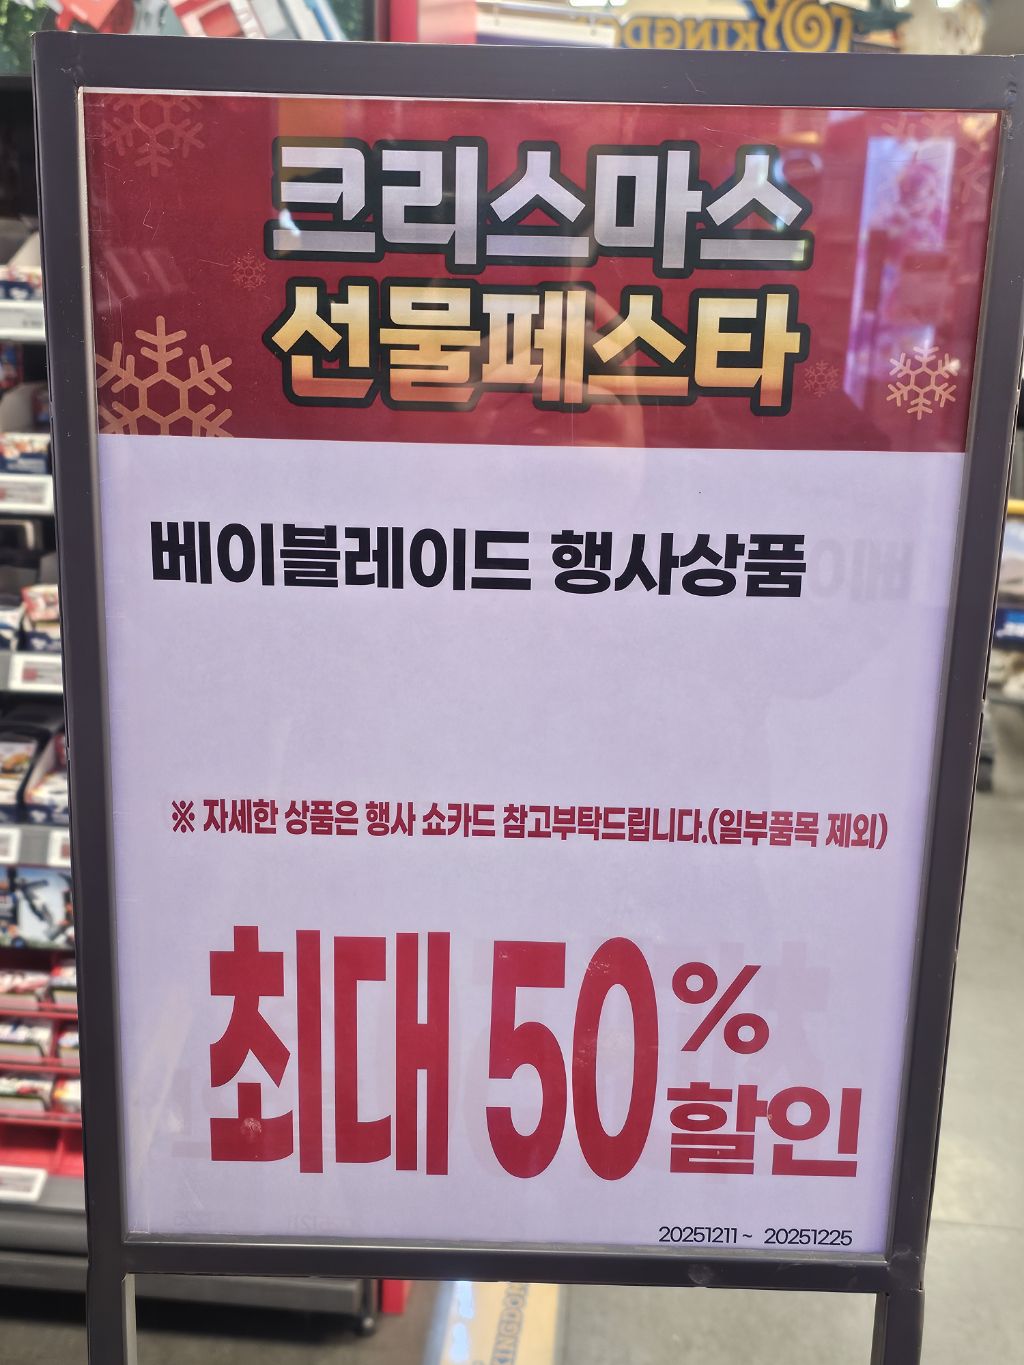 TOYKINGDOM
크리스마스
선물페스타
베이블레이드 행사상품
※ 자세한 상품은 행사 쇼카드 참고부탁드립니다.(일부품목 제외)
최대 50%
할인
20251211 ~ 20251225
KINGDOM